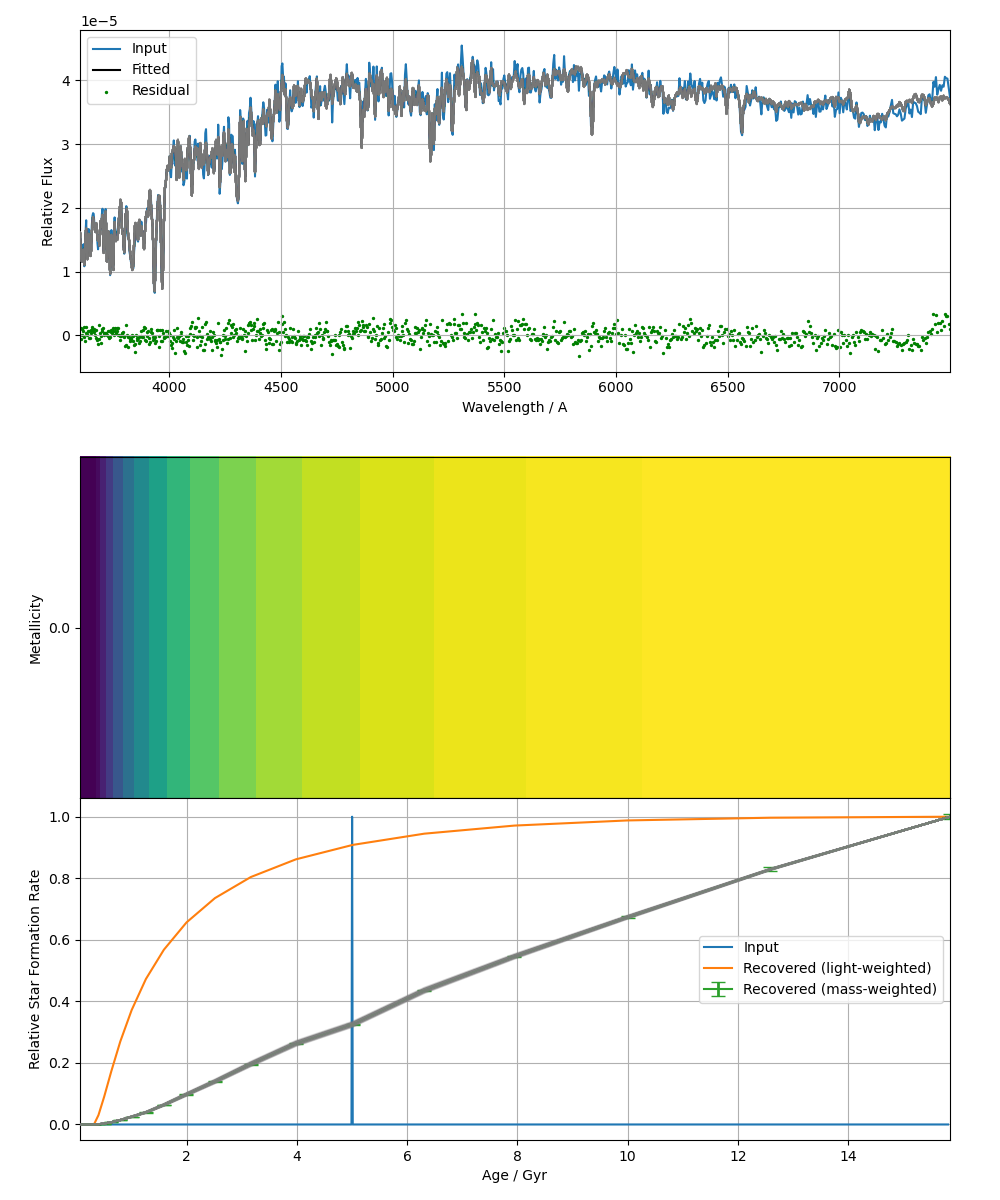 1e−5
Input
Fitted
Residual
4
3
2
1
0
Relative Flux
4000 4500 5000 5500 6000 6500 7000
Wavelength / A
Metallicity
0.0
1.0
0.8
0.6
0.4
0.2
0.0
Relative Star Formation Rate
Input
Recovered (light-weighted)
Recovered (mass-weighted)
2 4 6 8 10 12 14
Age / Gyr